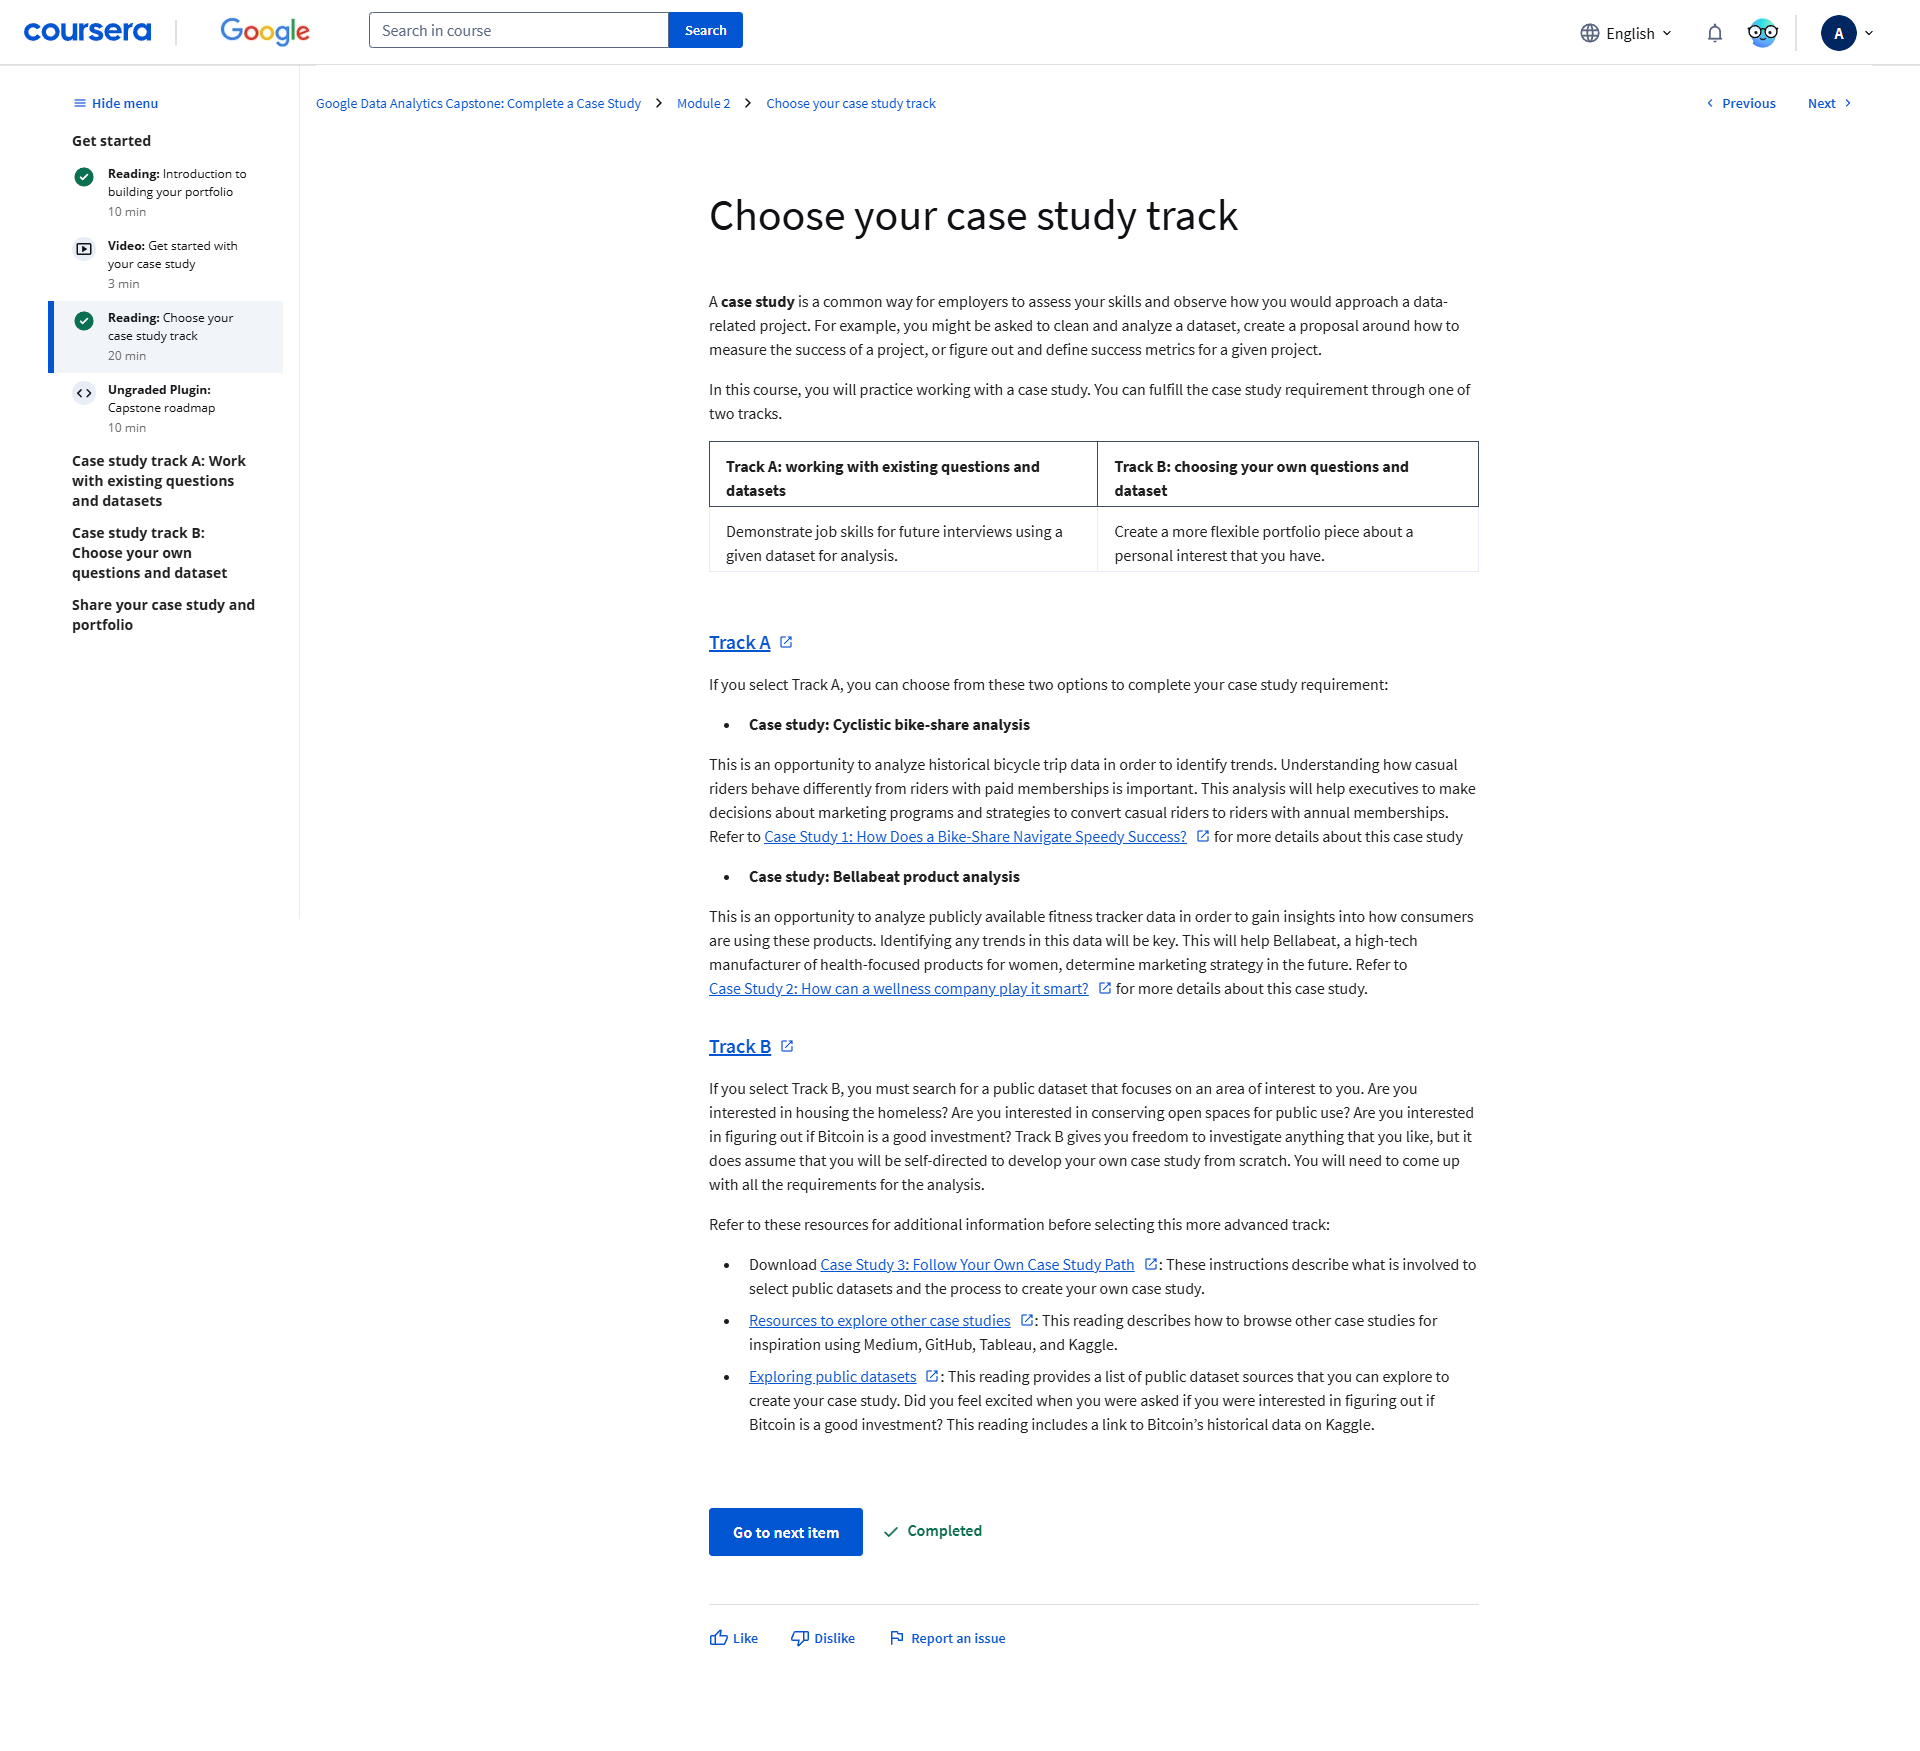 coursera
Google
Search in course
Search
English
A
Hide menu
Get started
Reading: Introduction to
building your portfolio
10 min
Video: Get started with
your case study
3 min
Reading: Choose your
case study track
20 min
Ungraded Plugin:
Capstone roadmap
10 min
Case study track A: Work
with existing questions
and datasets
Case study track B:
Choose your own
questions and dataset
Share your case study and
portfolio
Google Data Analytics Capstone: Complete a Case Study > Module 2 > Choose your case study track
Previous
Next
Choose your case study track
A case study is a common way for employers to assess your skills and observe how you would approach a data-
related project. For example, you might be asked to clean and analyze a dataset, create a proposal around how to
measure the success of a project, or figure out and define success metrics for a given project.
In this course, you will practice working with a case study. You can fulfill the case study requirement through one of
two tracks.
Track A: working with existing questions and
datasets
Track B: choosing your own questions and
dataset
Demonstrate job skills for future interviews using a
given dataset for analysis.
Create a more flexible portfolio piece about a
personal interest that you have.
Track A
If you select Track A, you can choose from these two options to complete your case study requirement:
• Case study: Cyclistic bike-share analysis
This is an opportunity to analyze historical bicycle trip data in order to identify trends. Understanding how casual
riders behave differently from riders with paid memberships is important. This analysis will help executives to make
decisions about marketing programs and strategies to convert casual riders to riders with annual memberships.
Refer to Case Study 1: How Does a Bike-Share Navigate Speedy Success? for more details about this case study
• Case study: Bellabeat product analysis
This is an opportunity to analyze publicly available fitness tracker data in order to gain insights into how consumers
are using these products. Identifying any trends in this data will be key. This will help Bellabeat, a high-tech
manufacturer of health-focused products for women, determine marketing strategy in the future. Refer to
Case Study 2: How can a wellness company play it smart? for more details about this case study.
Track B
If you select Track B, you must search for a public dataset that focuses on an area of interest to you. Are you
interested in housing the homeless? Are you interested in conserving open spaces for public use? Are you interested
in figuring out if Bitcoin is a good investment? Track B gives you freedom to investigate anything that you like, but it
does assume that you will be self-directed to develop your own case study from scratch. You will need to come up
with all the requirements for the analysis.
Refer to these resources for additional information before selecting this more advanced track:
• Download Case Study 3: Follow Your Own Case Study Path : These instructions describe what is involved to
select public datasets and the process to create your own case study.
• Resources to explore other case studies : This reading describes how to browse other case studies for
inspiration using Medium, GitHub, Tableau, and Kaggle.
• Exploring public datasets : This reading provides a list of public dataset sources that you can explore to
create your case study. Did you feel excited when you were asked if you were interested in figuring out if
Bitcoin is a good investment? This reading includes a link to Bitcoin’s historical data on Kaggle.
Go to next item
Completed
Like
Dislike
Report an issue